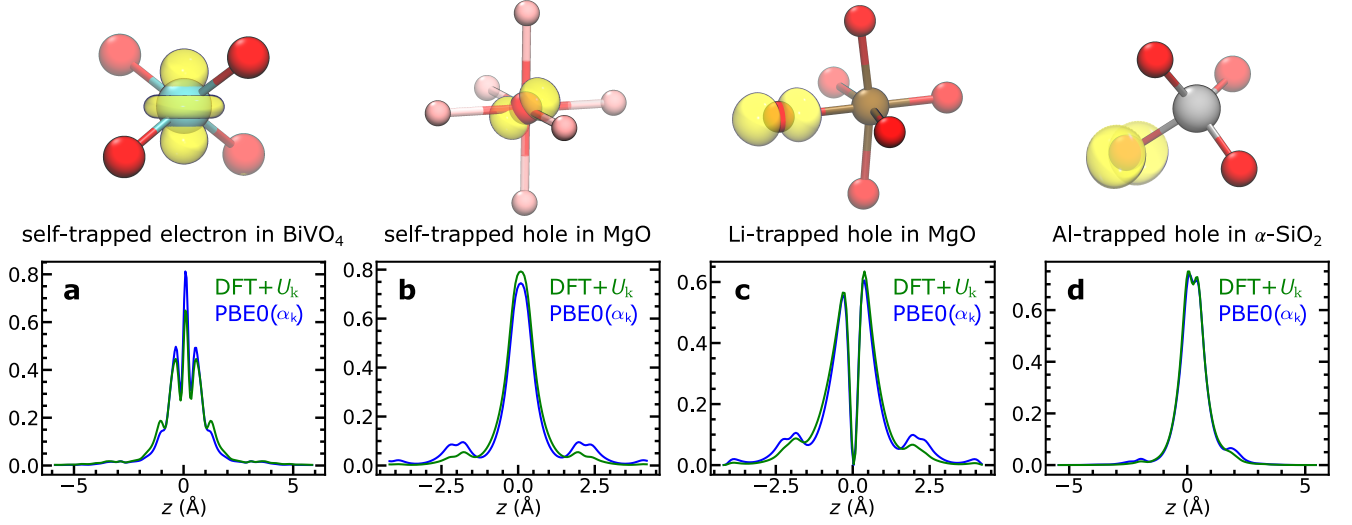 self-trapped electron in BiVO₄
self-trapped hole in MgO
Li-trapped hole in MgO
Al-trapped hole in α-SiO₂
a
DFT+Uₖ
PBE0(αₖ)
0.8
0.6
0.4
0.2
0.0
−5
0
5
z (Å)
b
DFT+Uₖ
PBE0(αₖ)
0.8
0.6
0.4
0.2
0.0
−2.5
0.0
2.5
z (Å)
c
DFT+Uₖ
PBE0(αₖ)
0.6
0.4
0.2
0.0
−2.5
0.0
2.5
z (Å)
d
DFT+Uₖ
PBE0(αₖ)
0.6
0.4
0.2
0.0
−5
0
5
z (Å)